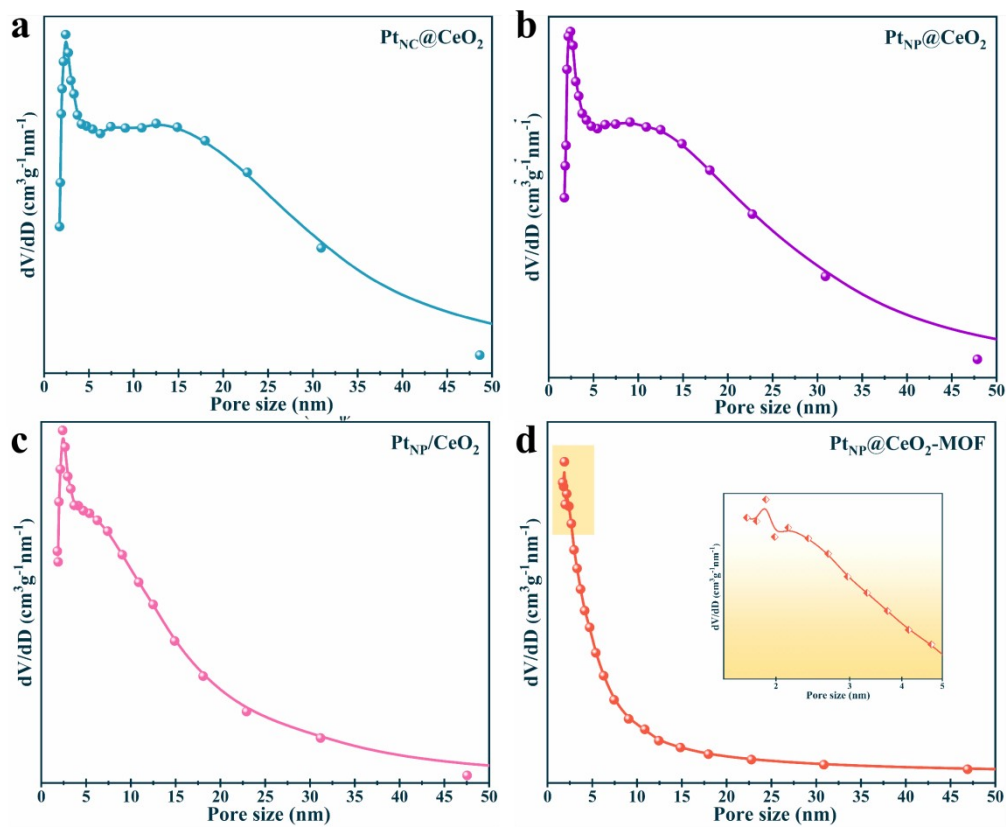 a
Pt_NC@CeO₂
dV/dD (cm³g⁻¹nm⁻¹)
0 5 10 15 20 25 30 35 40 45 50
Pore size (nm)
b
Pt_NP@CeO₂
dV/dD (cm³g⁻¹nm⁻¹)
0 5 10 15 20 25 30 35 40 45 50
Pore size (nm)
c
Pt_NP/CeO₂
dV/dD (cm³g⁻¹nm⁻¹)
0 5 10 15 20 25 30 35 40 45 50
Pore size (nm)
d
Pt_NP@CeO₂-MOF
dV/dD (cm³g⁻¹nm⁻¹)
0 5 10 15 20 25 30 35 40 45 50
Pore size (nm)
dV/dD (cm³g⁻¹nm⁻¹)
2 3 4 5
Pore size (nm)